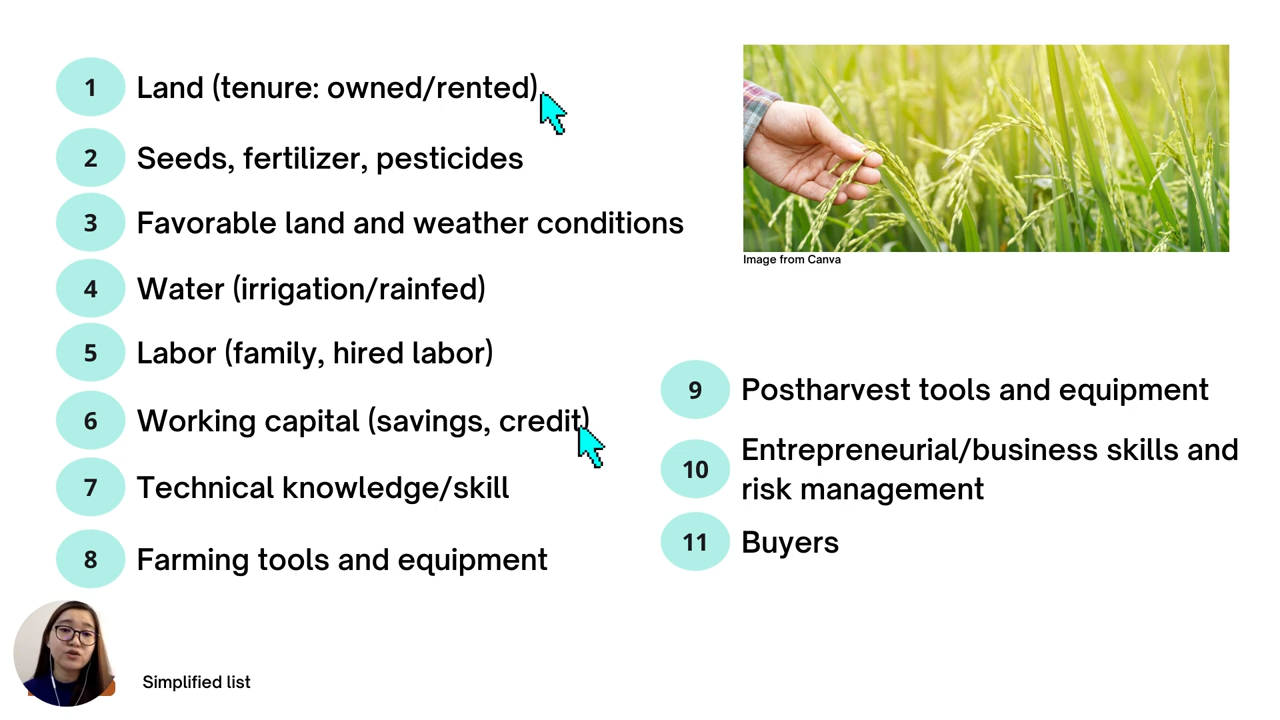 1 Land (tenure: owned/rented)
2 Seeds, fertilizer, pesticides
3 Favorable land and weather conditions
4 Water (irrigation/rainfed)
5 Labor (family, hired labor)
6 Working capital (savings, credit)
7 Technical knowledge/skill
8 Farming tools and equipment
Image from Canva
9 Postharvest tools and equipment
10 Entrepreneurial/business skills and
risk management
11 Buyers
Simplified list